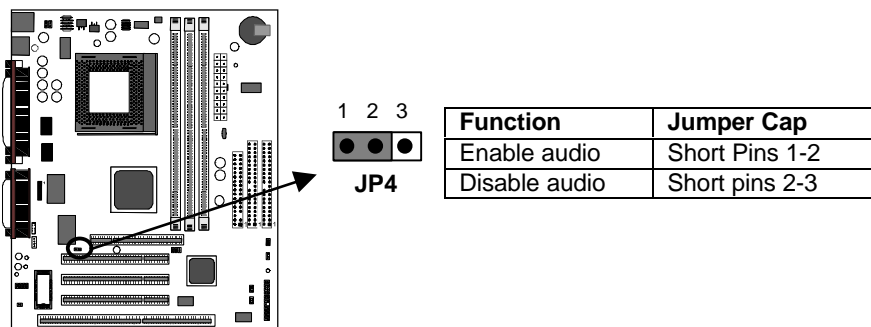 1 2 3
JP4
Function Jumper Cap
Enable audio Short Pins 1-2
Disable audio Short pins 2-3